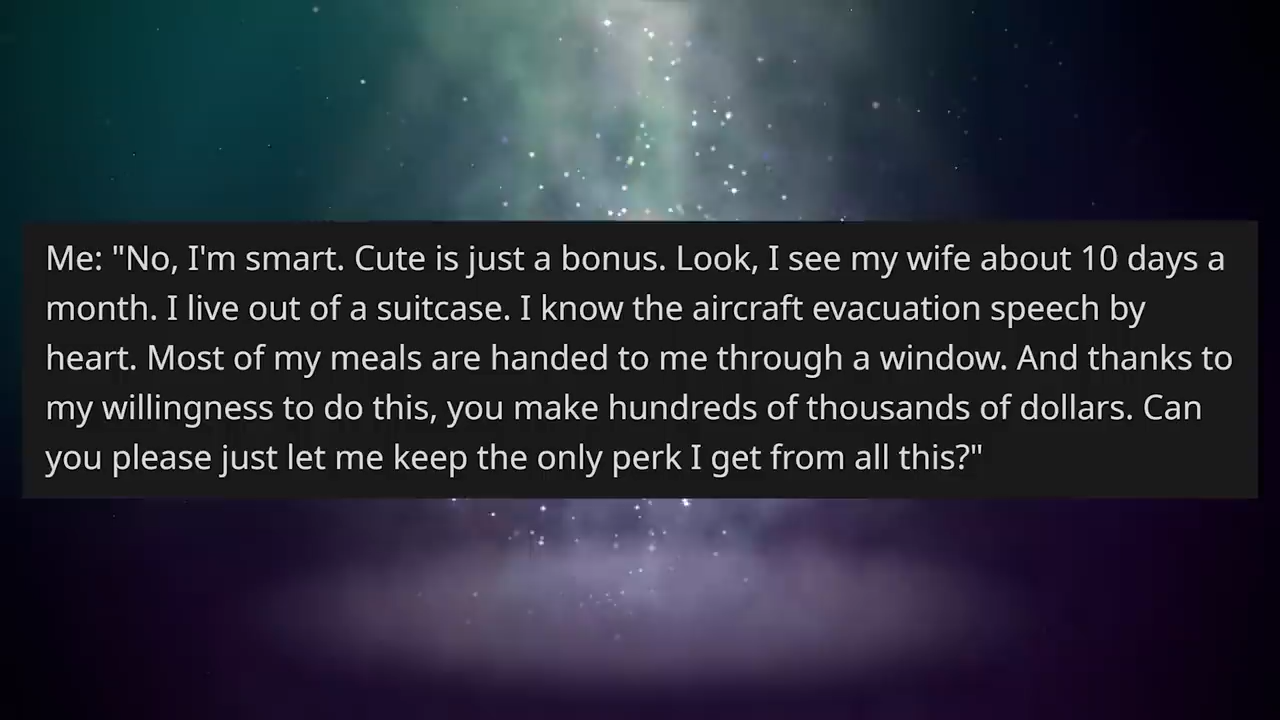 Me: "No, I'm smart. Cute is just a bonus. Look, I see my wife about 10 days a
month. I live out of a suitcase. I know the aircraft evacuation speech by
heart. Most of my meals are handed to me through a window. And thanks to
my willingness to do this, you make hundreds of thousands of dollars. Can
you please just let me keep the only perk I get from all this?"